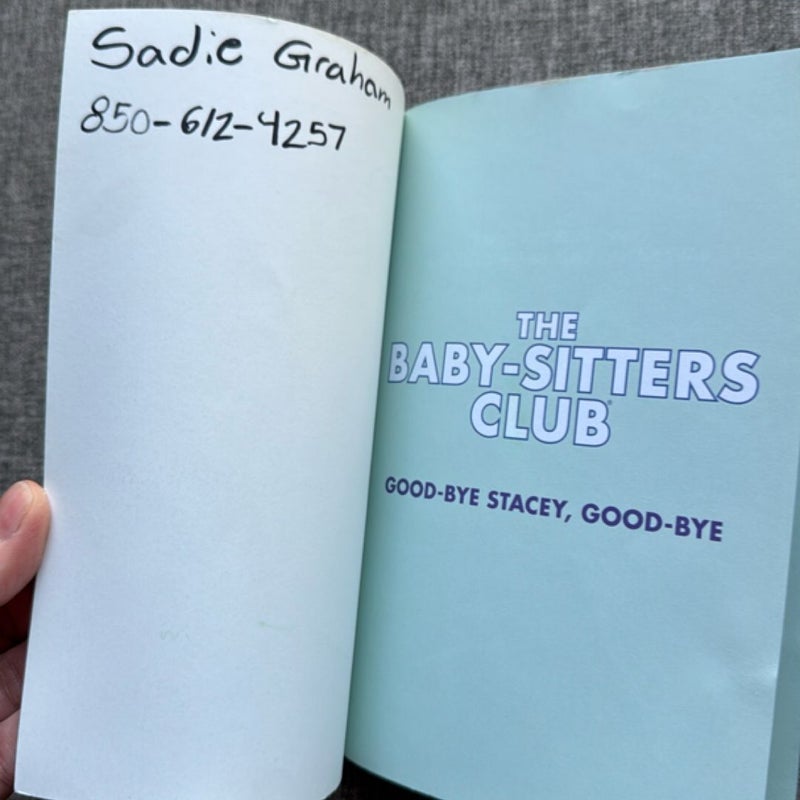 Sadie Graham
850-612-4257
THE
BABY-SITTERS
CLUB®
GOOD-BYE STACEY, GOOD-BYE